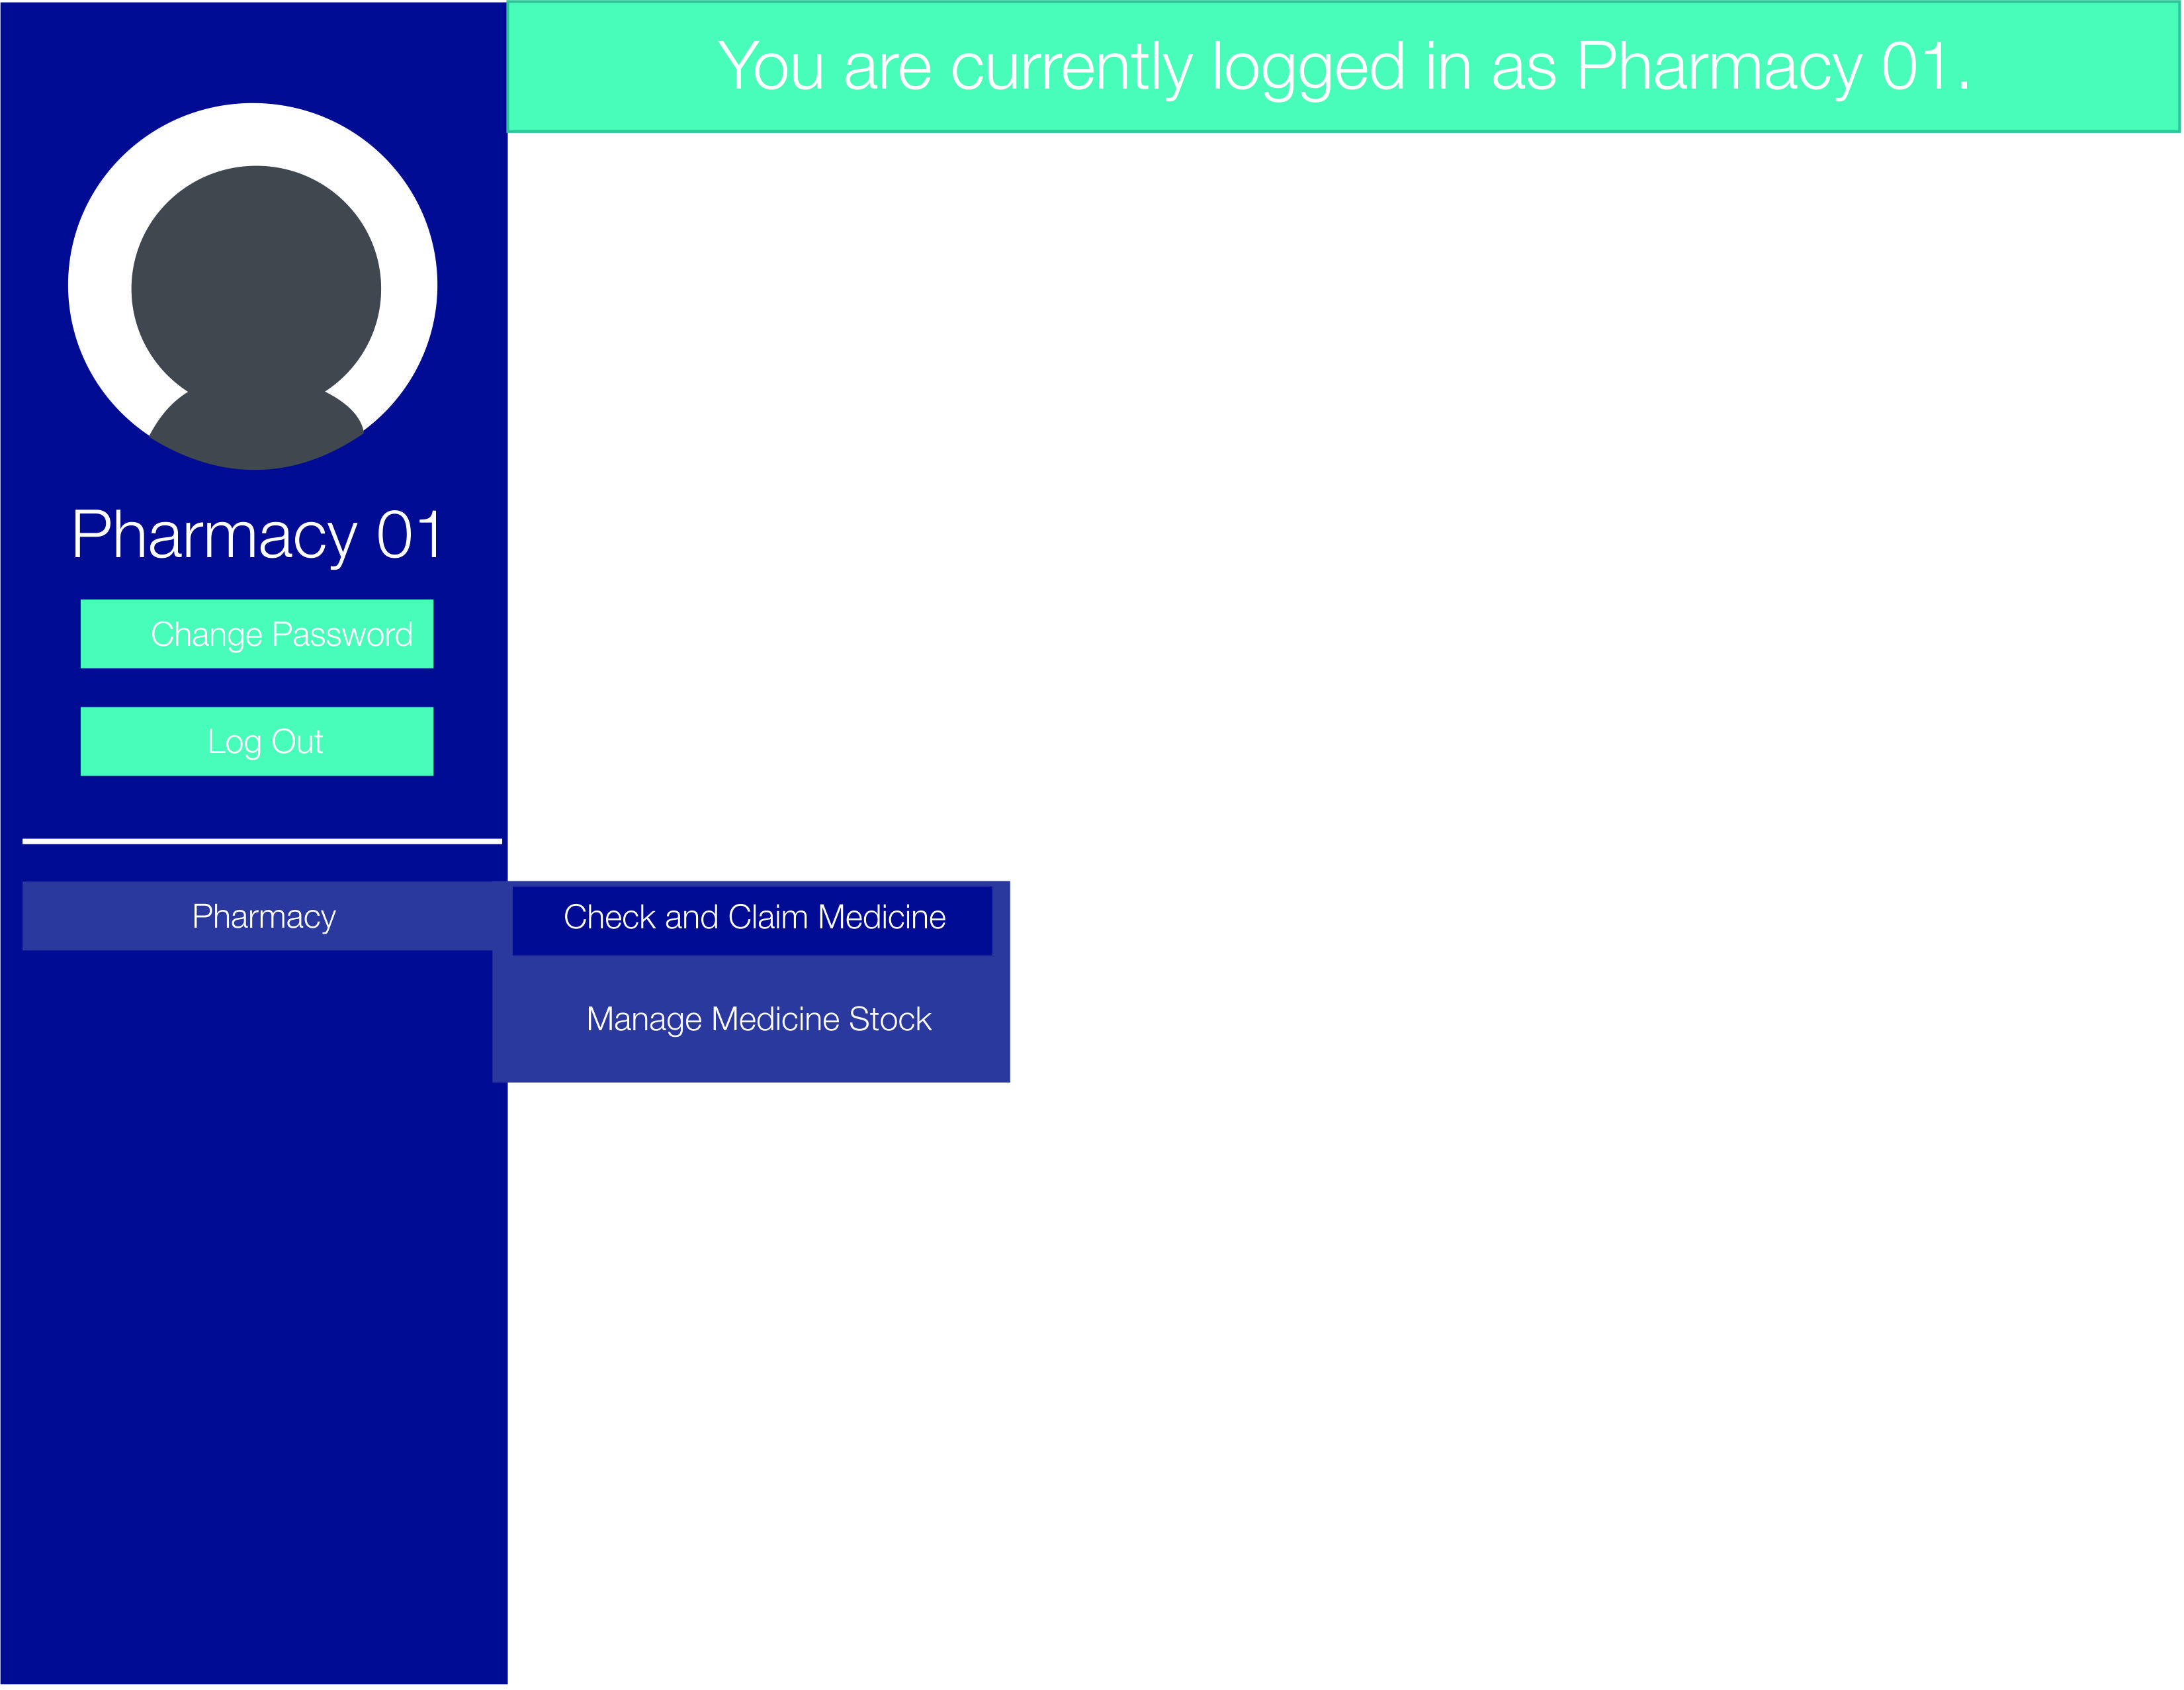 You are currently logged in as Pharmacy 01.
Pharmacy 01
Change Password
Log Out
Pharmacy
Check and Claim Medicine
Manage Medicine Stock